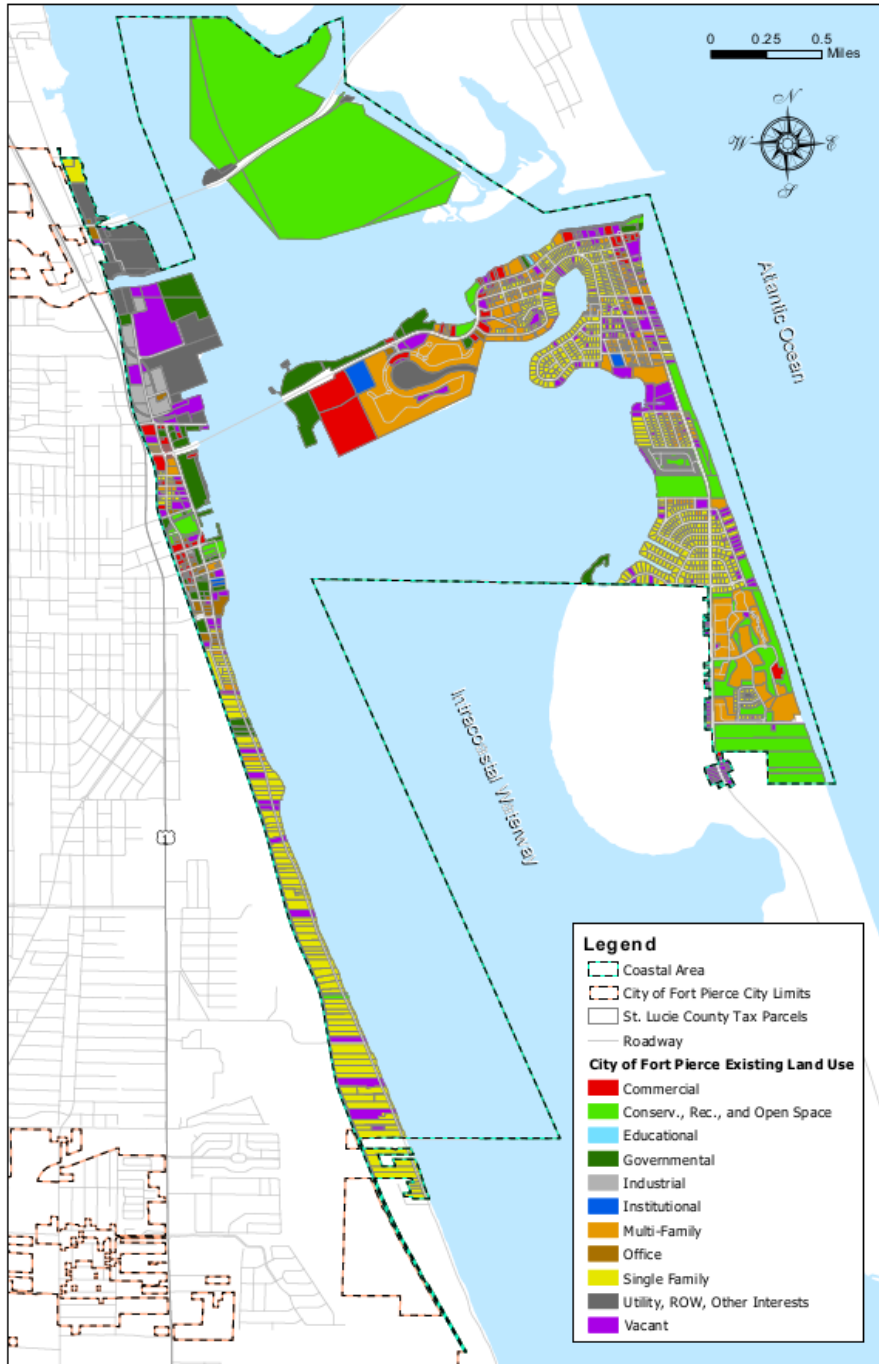 0 0.25 0.5
Miles
N
W E
S
Atlantic Ocean
Intracoastal Waterway
1
Legend
Coastal Area
City of Fort Pierce City Limits
St. Lucie County Tax Parcels
Roadway
City of Fort Pierce Existing Land Use
Commercial
Conserv., Rec., and Open Space
Educational
Governmental
Industrial
Institutional
Multi-Family
Office
Single Family
Utility, ROW, Other Interests
Vacant